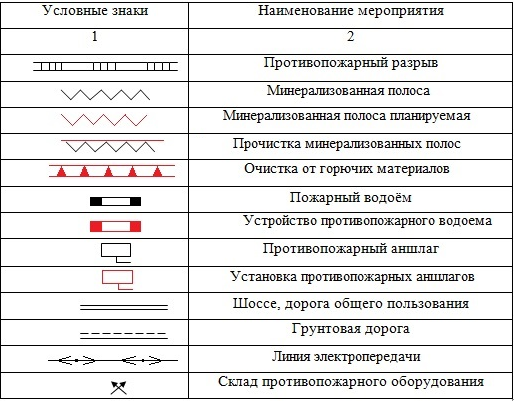 Условные знаки Наименование мероприятия
1 2
Противопожарный разрыв
Минерализованная полоса
Минерализованная полоса планируемая
Прочистка минерализованных полос
Очистка от горючих материалов
Пожарный водоём
Устройство противопожарного водоема
Противопожарный аншлаг
Установка противопожарных аншлагов
Шоссе, дорога общего пользования
Грунтовая дорога
Линия электропередачи
Склад противопожарного оборудования